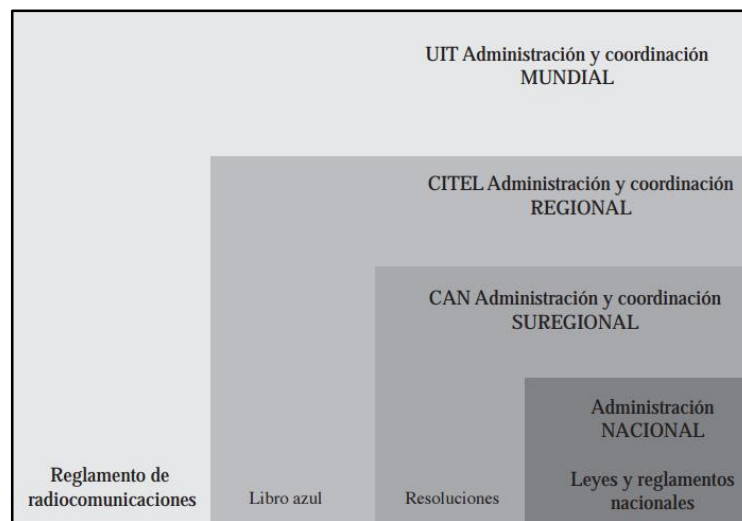 UIT Administración y coordinación
MUNDIAL
CITEL Administración y coordinación
REGIONAL
CAN Administración y coordinación
SUREGIONAL
Administración
NACIONAL
Reglamento de
radiocomunicaciones
Libro azul
Resoluciones
Leyes y reglamentos
nacionales